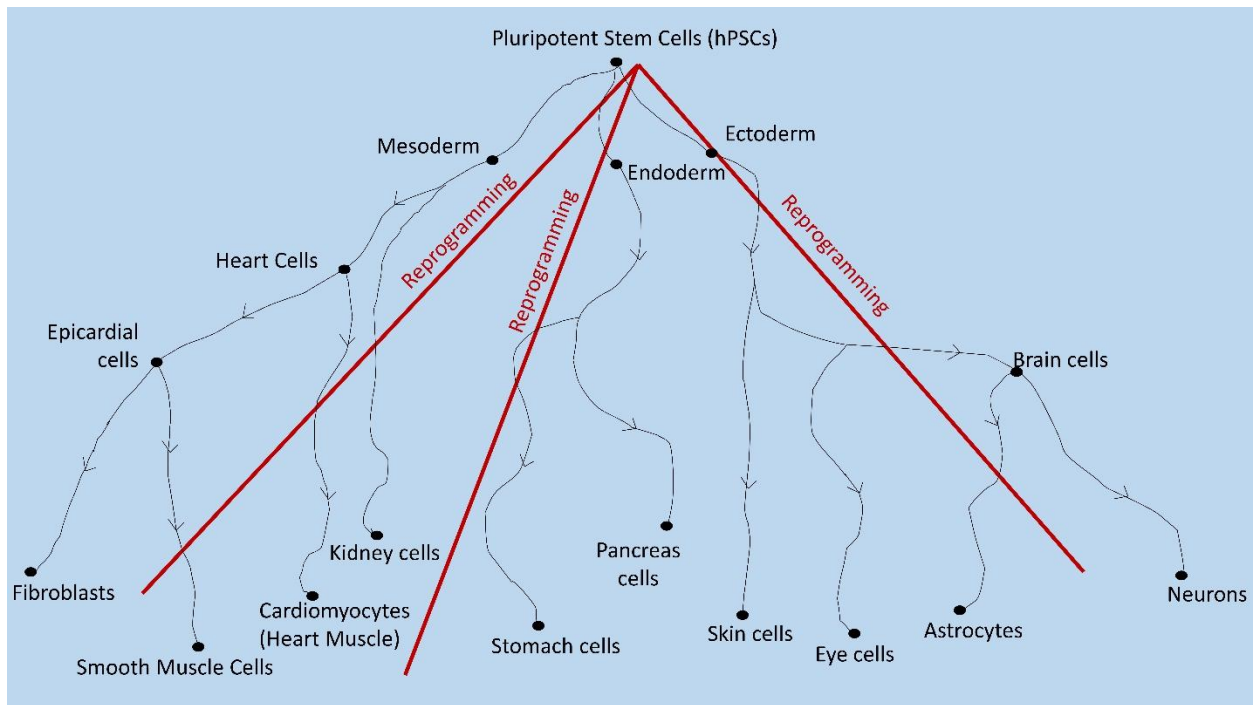 Pluripotent Stem Cells (hPSCs)
Ectoderm
Mesoderm
Endoderm
Reprogramming
Reprogramming
Reprogramming
Heart Cells
Epicardial
cells
Brain cells
Kidney cells
Pancreas
cells
Fibroblasts
Neurons
Cardiomyocytes
(Heart Muscle)
Stomach cells
Skin cells
Astrocytes
Eye cells
Smooth Muscle Cells